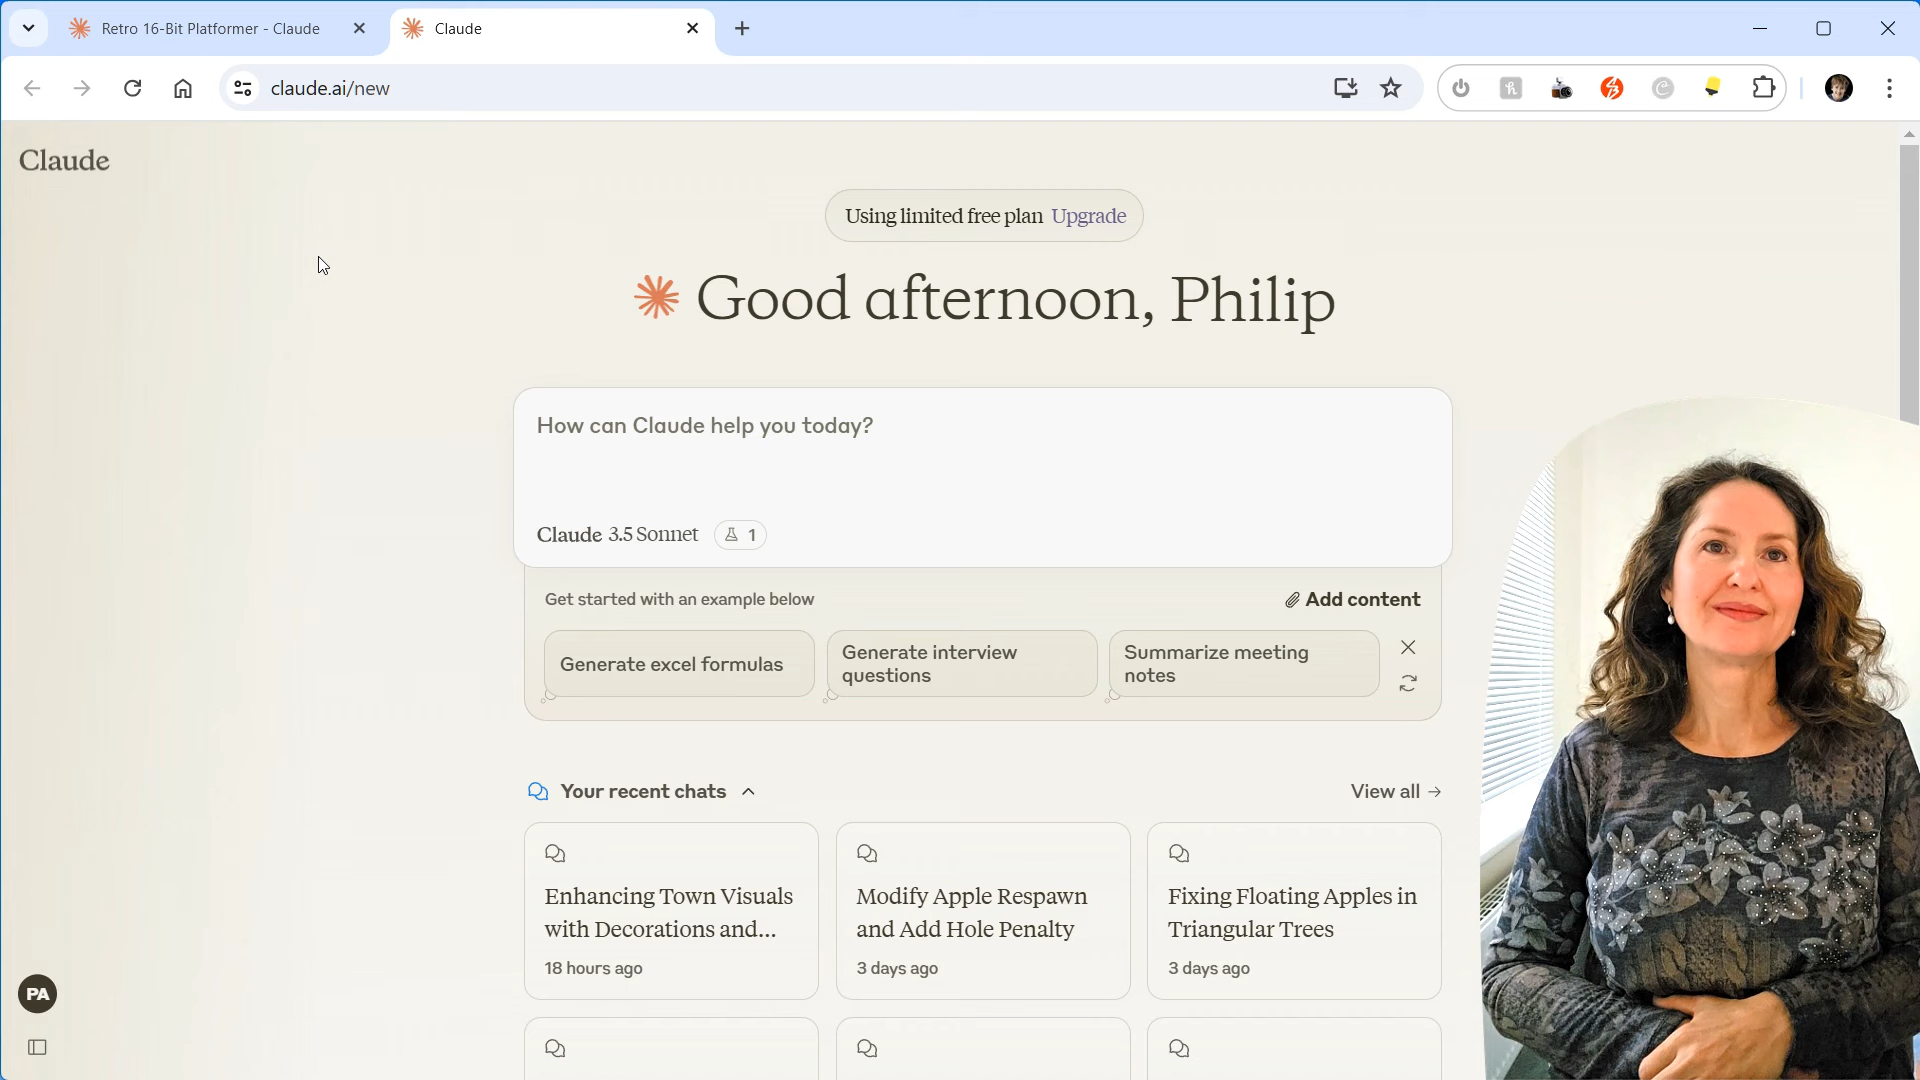 Retro 16-Bit Platformer - Claude
Claude
claude.ai/new
Claude
Using limited free plan Upgrade
Good afternoon, Philip
How can Claude help you today?
Claude 3.5 Sonnet 1
Get started with an example below
Add content
Generate excel formulas
Generate interview
questions
Summarize meeting
notes
Your recent chats
View all
Enhancing Town Visuals
with Decorations and...
18 hours ago
Modify Apple Respawn
and Add Hole Penalty
3 days ago
Fixing Floating Apples in
Triangular Trees
3 days ago
PA